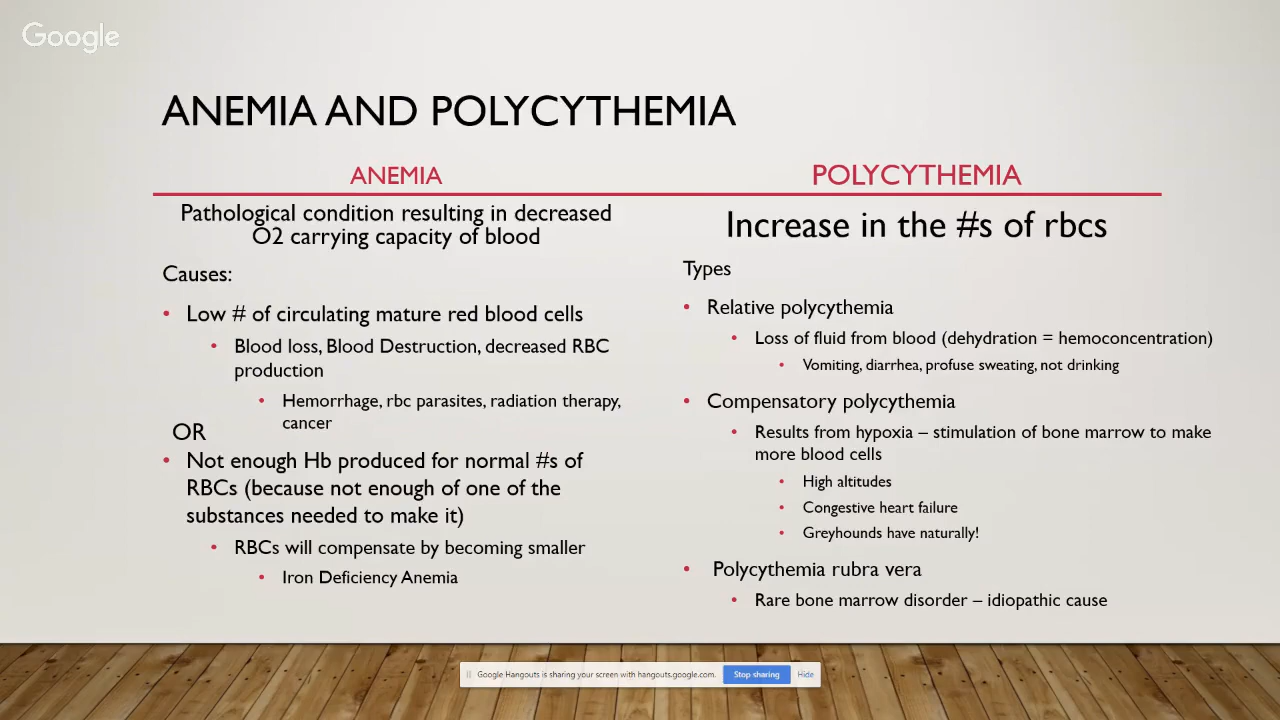 Google
ANEMIA AND POLYCYTHEMIA
ANEMIA
Pathological condition resulting in decreased
O2 carrying capacity of blood
Causes:
• Low # of circulating mature red blood cells
• Blood loss, Blood Destruction, decreased RBC
production
• Hemorrhage, rbc parasites, radiation therapy,
cancer
OR
• Not enough Hb produced for normal #s of
RBCs (because not enough of one of the
substances needed to make it)
• RBCs will compensate by becoming smaller
• Iron Deficiency Anemia
POLYCYTHEMIA
Increase in the #s of rbcs
Types
• Relative polycythemia
• Loss of fluid from blood (dehydration = hemoconcentration)
• Vomiting, diarrhea, profuse sweating, not drinking
• Compensatory polycythemia
• Results from hypoxia – stimulation of bone marrow to make
more blood cells
• High altitudes
• Congestive heart failure
• Greyhounds have naturally!
• Polycythemia rubra vera
• Rare bone marrow disorder – idiopathic cause
Google Hangouts is sharing your screen with hangouts.google.com.
Stop sharing
Hide